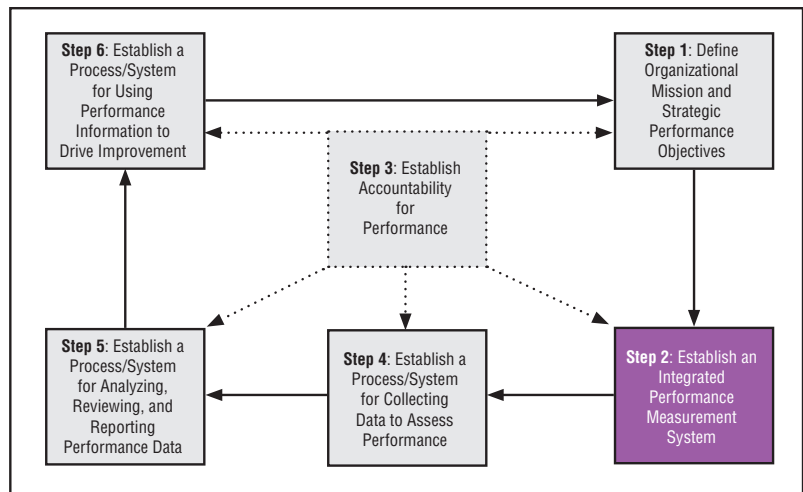 Step 6: Establish a
Process/System
for Using
Performance
Information to
Drive Improvement
Step 1: Define
Organizational
Mission and
Strategic
Performance
Objectives
Step 3: Establish
Accountability
for
Performance
Step 5: Establish a
Process/System
for Analyzing,
Reviewing, and
Reporting
Performance Data
Step 4: Establish a
Process/System
for Collecting
Data to Assess
Performance
Step 2: Establish an
Integrated
Performance
Measurement
System